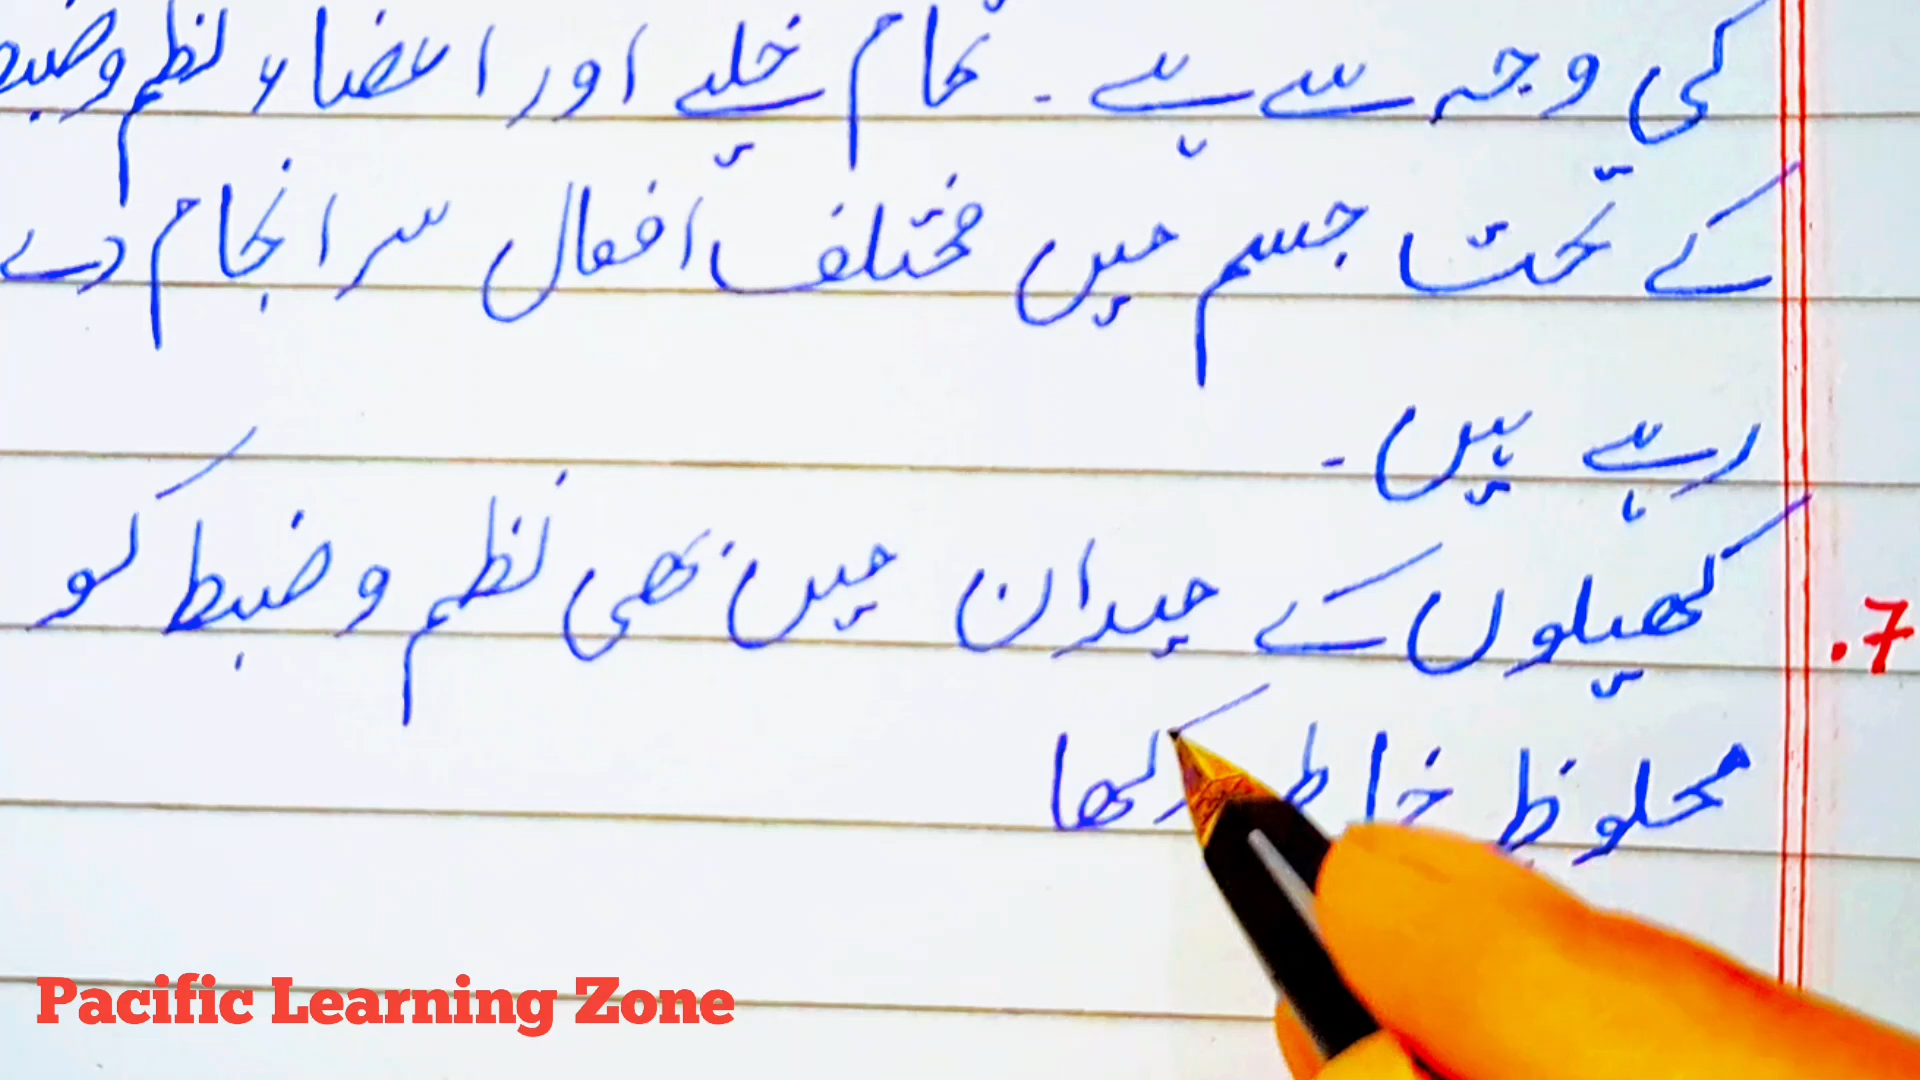 کی وجہ سے ہے ۔ تمام خلیے اور اعضاء نظم و ضبط
کے تحت جسم میں مختلف افعال سر انجام دے
رہے ہیں ۔
7. کھیلوں کے میدان میں بھی نظم و ضبط کو
محلوظِ خاطر رکھا
Pacific Learning Zone